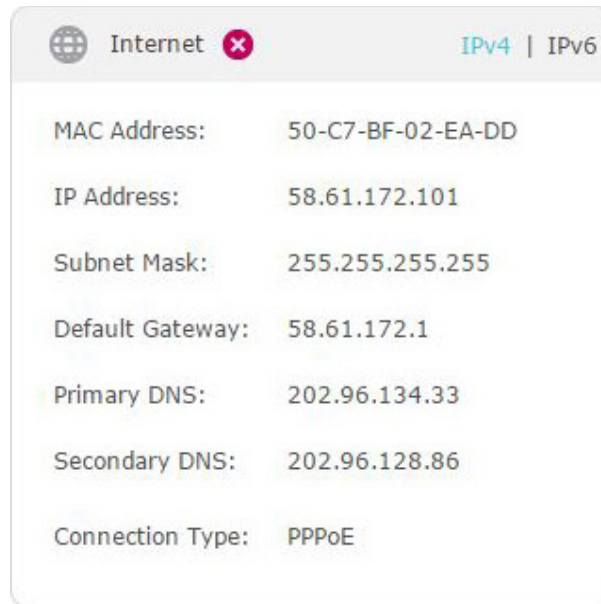 Internet IPv4 | IPv6
MAC Address: 50-C7-BF-02-EA-DD
IP Address: 58.61.172.101
Subnet Mask: 255.255.255.255
Default Gateway: 58.61.172.1
Primary DNS: 202.96.134.33
Secondary DNS: 202.96.128.86
Connection Type: PPPoE